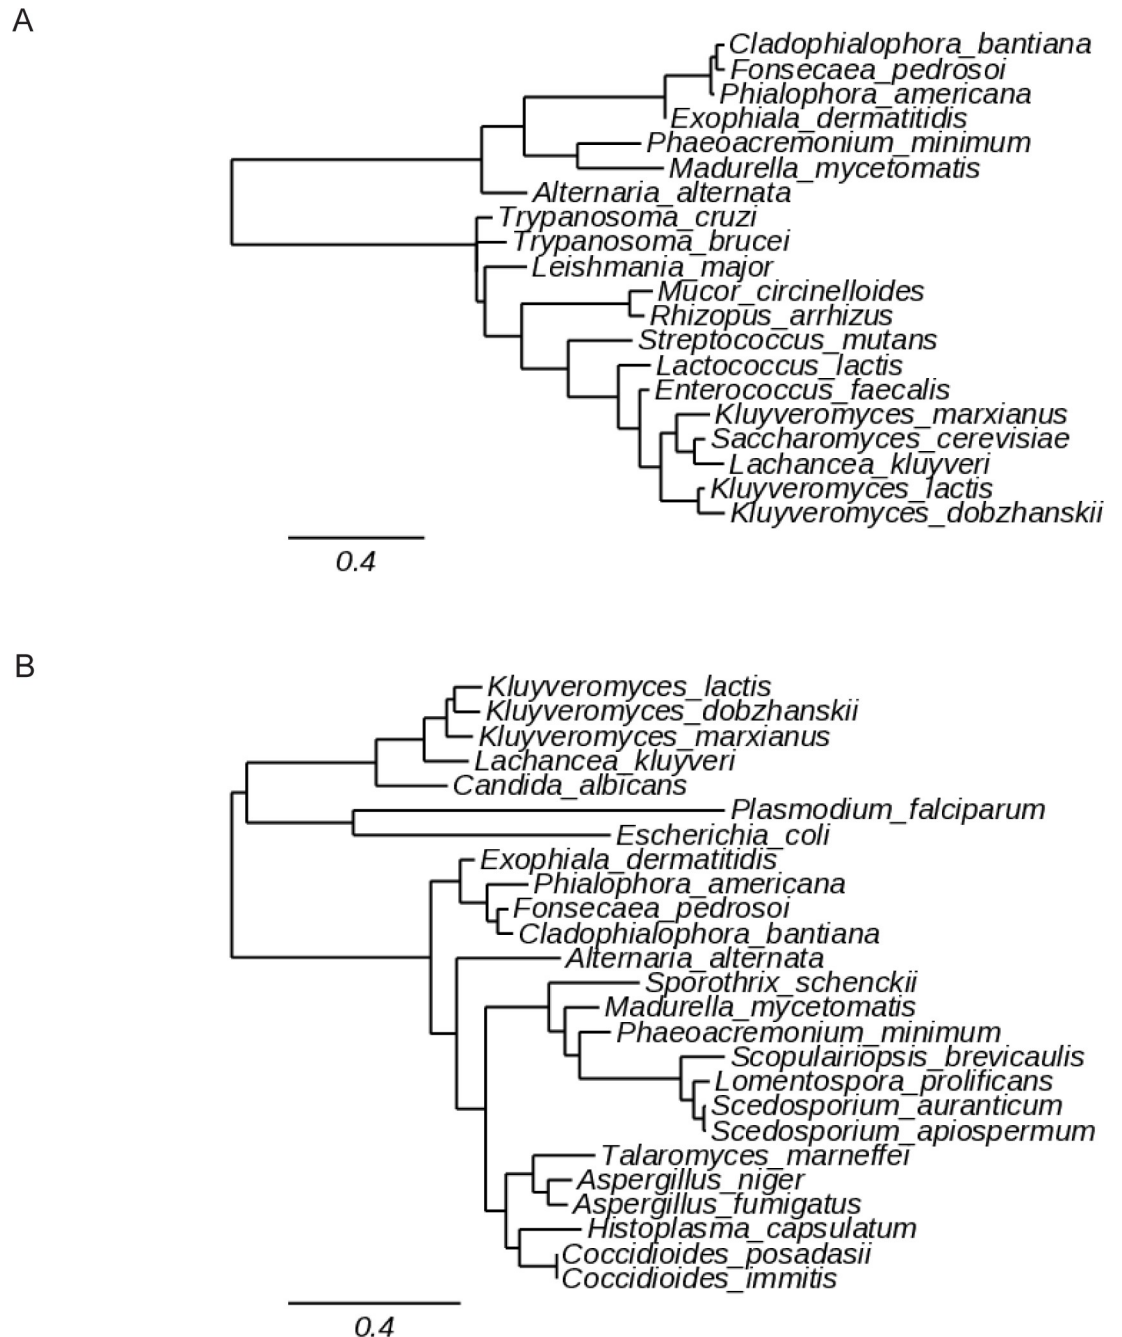 A
Cladophialophora_bantiana
Fonsecaea_pedrosoi
Phialophora_americana
Exophiala_dermatitidis
Phaeoacremonium_minimum
Madurella_mycetomatis
Alternaria_alternata
Trypanosoma_cruzi
Trypanosoma_brucei
Leishmania_major
Mucor_circinelloides
Rhizopus_arrhizus
Streptococcus_mutans
Lactococcus_lactis
Enterococcus_faecalis
Kluyveromyces_marxianus
Saccharomyces_cerevisiae
Lachancea_kluyveri
Kluyveromyces_lactis
Kluyveromyces_dobzhanskii
0.4
B
Kluyveromyces_lactis
Kluyveromyces_dobzhanskii
Kluyveromyces_marxianus
Lachancea_kluyveri
Candida_albicans
Plasmodium_falciparum
Escherichia_coli
Exophiala_dermatitidis
Phialophora_americana
Fonsecaea_pedrosoi
Cladophialophora_bantiana
Alternaria_alternata
Sporothrix_schenckii
Madurella_mycetomatis
Phaeoacremonium_minimum
Scopulairiopsis_brevicaulis
Lomentospora_prolificans
Scedosporium_auranticum
Scedosporium_apiospermum
Talaromyces_marneffei
Aspergillus_niger
Aspergillus_fumigatus
Histoplasma_capsulatum
Coccidioides_posadasii
Coccidioides_immitis
0.4